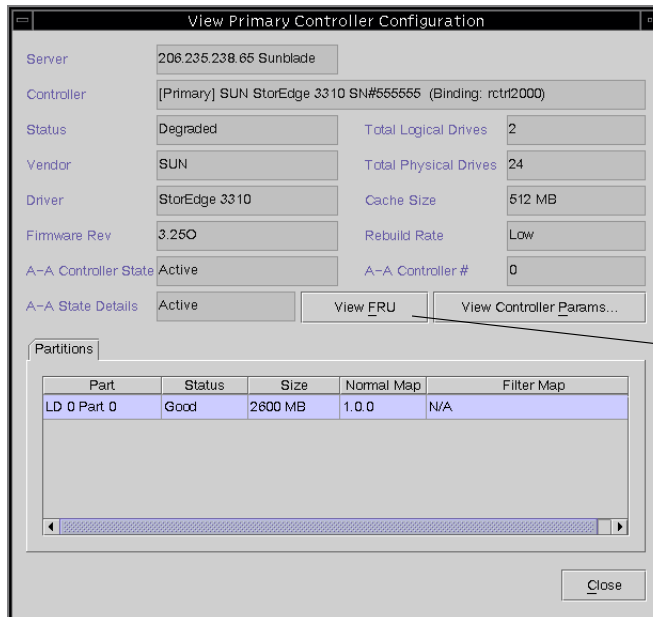 View Primary Controller Configuration
Server 206.235.238.65 Sunblade
Controller [Primary] SUN StorEdge 3310 SN#555555 (Binding: rctrl2000)
Status Degraded Total Logical Drives 2
Vendor SUN Total Physical Drives 24
Driver StorEdge 3310 Cache Size 512 MB
Firmware Rev 3.25O Rebuild Rate Low
A-A Controller State Active A-A Controller # 0
A-A State Details Active View FRU View Controller Params...
Partitions
Part Status Size Normal Map Filter Map
LD 0 Part 0 Good 2600 MB 1.0.0 N/A
Close